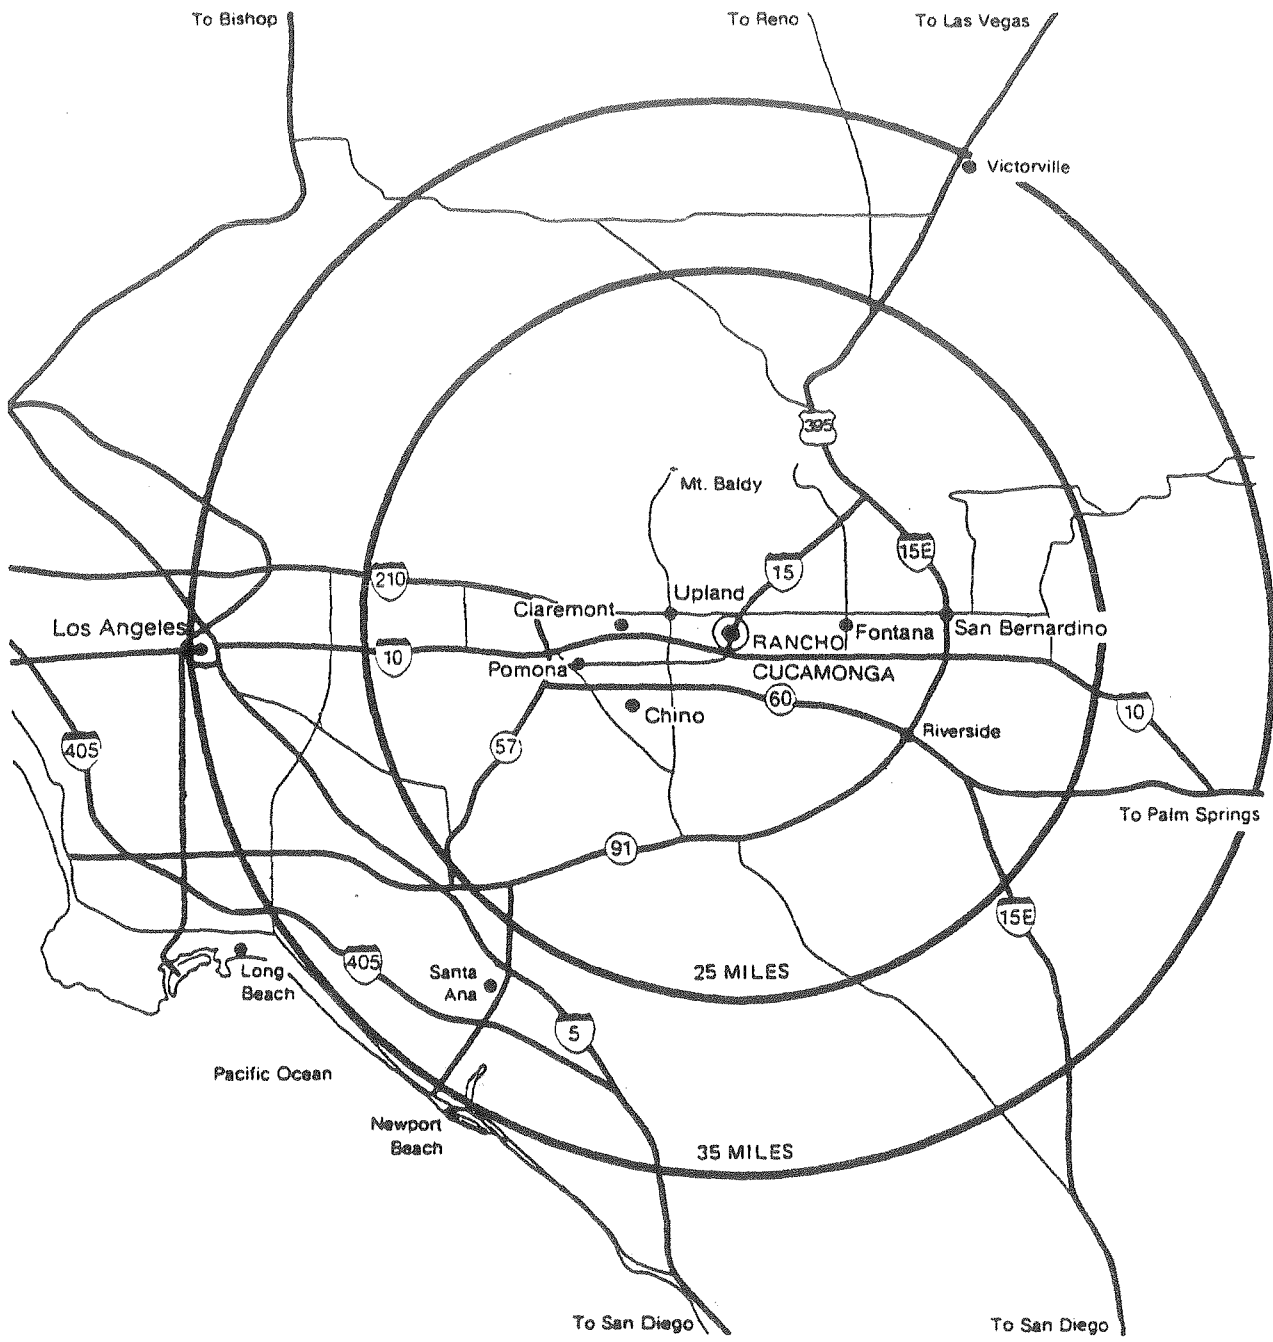 To Bishop
To Reno
To Las Vegas
Victorville
395
Mt. Baldy
15E
15
210
Upland
Claremont
Los Angeles
RANCHO
CUCAMONGA
Fontana
San Bernardino
10
Pomona
60
Chino
10
57
Riverside
405
To Palm Springs
91
15E
405
Long
Beach
Santa
Ana
25 MILES
5
Pacific Ocean
Newport
Beach
35 MILES
To San Diego
To San Diego